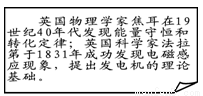 英国物理学家焦耳在19
世纪40年代发现能量守恒和
转化定律；英国科学家法拉
第于1831年成功发现电磁感
应现象，提出发电机的理论
基础。